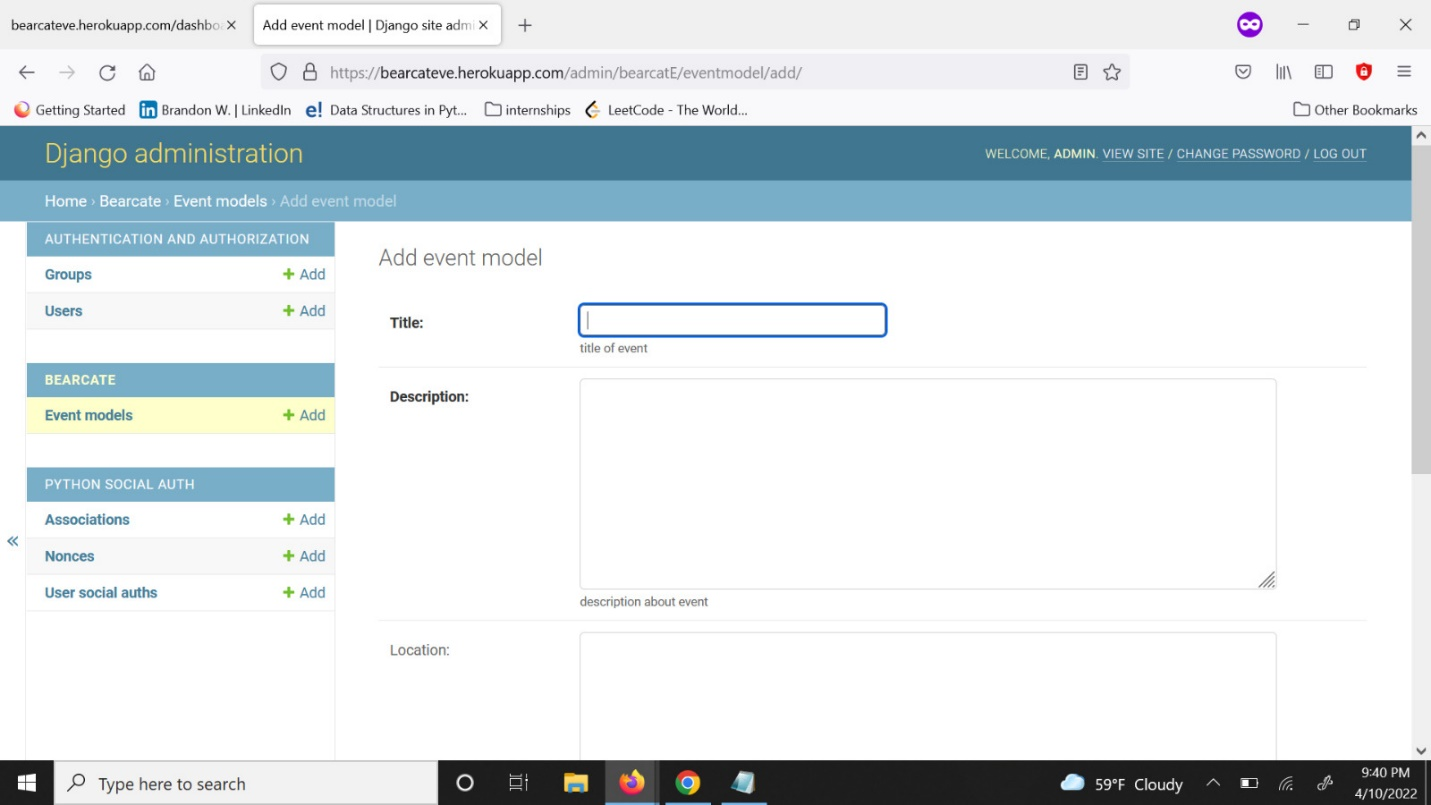 bearcateve.herokuapp.com/dashbo
Add event model | Django site admi
https://bearcateve.herokuapp.com/admin/bearcatE/eventmodel/add/
Getting Started Brandon W. | LinkedIn e! Data Structures in Pyt... internships LeetCode - The World... Other Bookmarks
Django administration
WELCOME, ADMIN. VIEW SITE / CHANGE PASSWORD / LOG OUT
Home › Bearcate › Event models › Add event model
AUTHENTICATION AND AUTHORIZATION
Groups + Add
Users + Add
BEARCATE
Event models + Add
PYTHON SOCIAL AUTH
Associations + Add
Nonces + Add
User social auths + Add
«
Add event model
Title:
title of event
Description:
description about event
Location:
Type here to search
59°F Cloudy
9:40 PM
4/10/2022